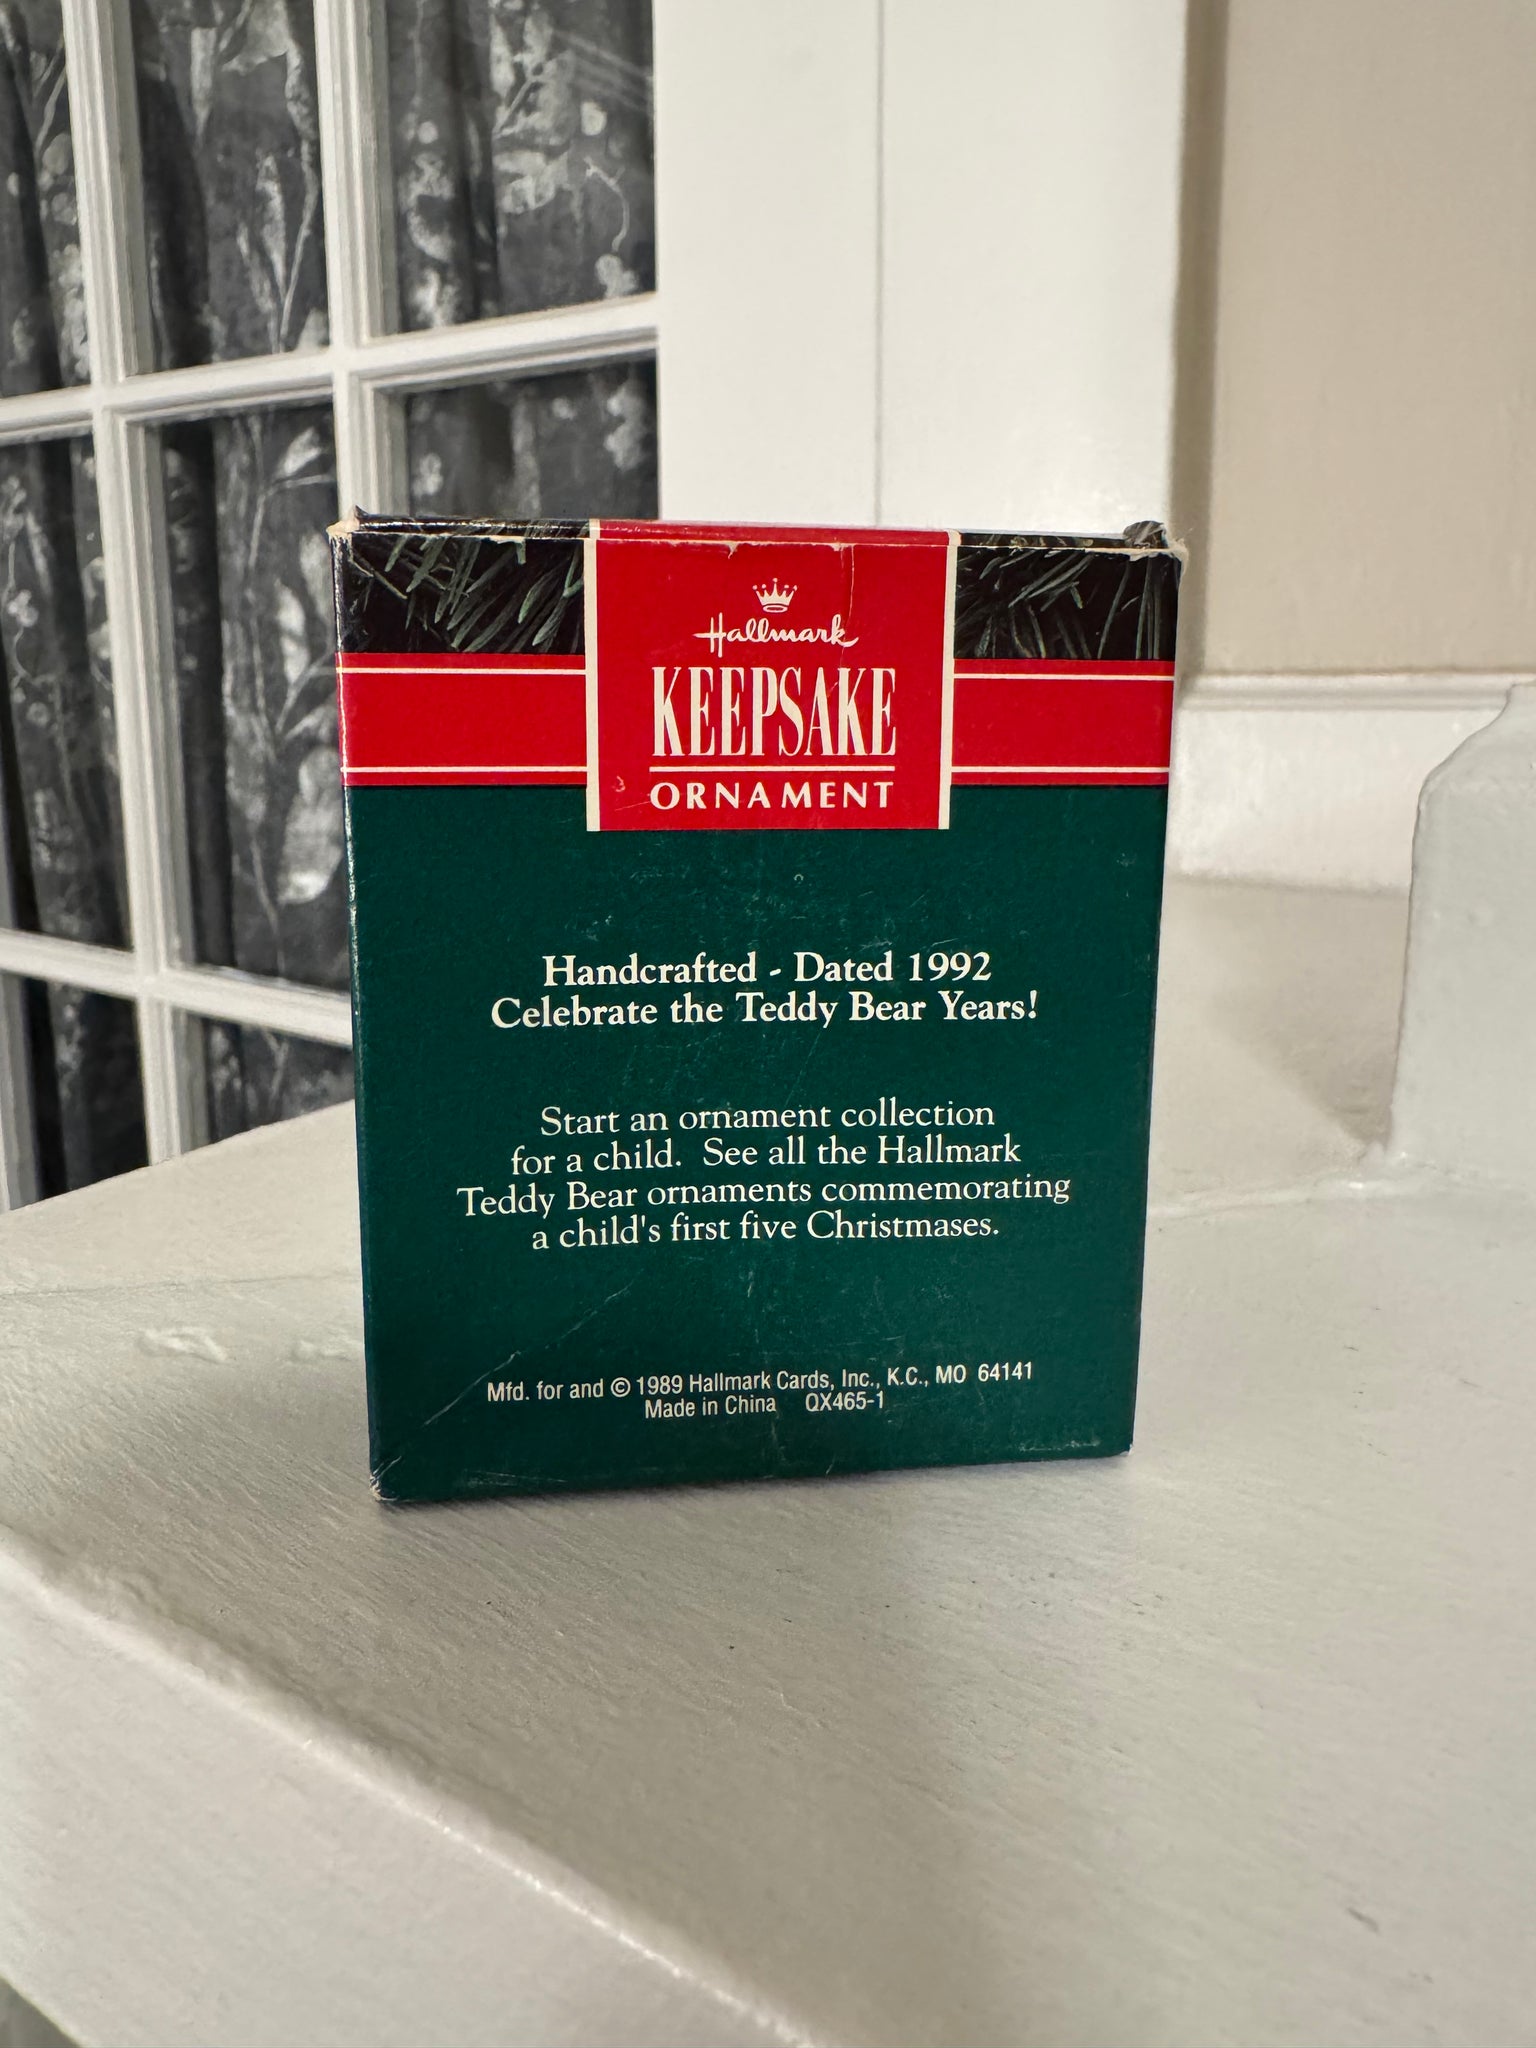 Hallmark
KEEPSAKE
ORNAMENT
Handcrafted - Dated 1992
Celebrate the Teddy Bear Years!
Start an ornament collection
for a child. See all the Hallmark
Teddy Bear ornaments commemorating
a child's first five Christmases.
Mfd. for and © 1989 Hallmark Cards, Inc., K.C., MO 64141
Made in China QX465-1